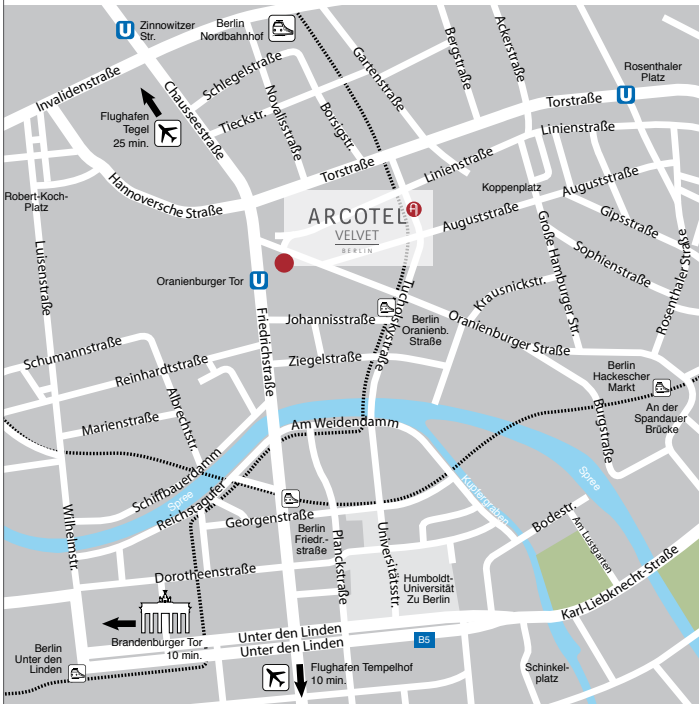 Zinnowitzer
Str.
Berlin
Nordbahnhof
Invalidenstraße
Chausseestraße
Schlegelstraße
Tieckstr.
Novalisstraße
Borsigstr.
Gartenstraße
Bergstraße
Ackerstraße
Rosenthaler
Platz
Torstraße
Linienstraße
Flughafen
Tegel
25 min.
Hannoversche Straße
Torstraße
Linienstraße
Koppenplatz
Auguststraße
Gipsstraße
Sophienstraße
Rosenthaler Straße
Robert-Koch-
Platz
Luisenstraße
ARCOTEL
VELVET
BERLIN
A
Auguststraße
Große Hamburger Str.
Oranienburger Tor
Friedrichstraße
Tucholskystraße
Krausnickstr.
Johannisstraße
Berlin
Oranienb.
Straße
Oranienburger Straße
Ziegelstraße
Schumannstraße
Reinhardtstraße
Albrechtstr.
Marienstraße
Berlin
Hackescher
Markt
An der
Spandauer
Brücke
Burgstraße
Am Weidendamm
Schiffbauerdamm
Spree
Reichstagufer
Kupfergraben
Spree
Wilhelmstr.
Georgenstraße
Berlin
Friedr.-
straße
Planckstraße
Universitätsstr.
Bodestr.
Am Lustgarten
Dorotheenstraße
Humboldt-
Universität
Zu Berlin
Karl-Liebknecht-Straße
Brandenburger Tor
10 min.
Unter den Linden
Unter den Linden
B5
Berlin
Unter den
Linden
Flughafen Tempelhof
10 min.
Schinkel-
platz
U
U
U